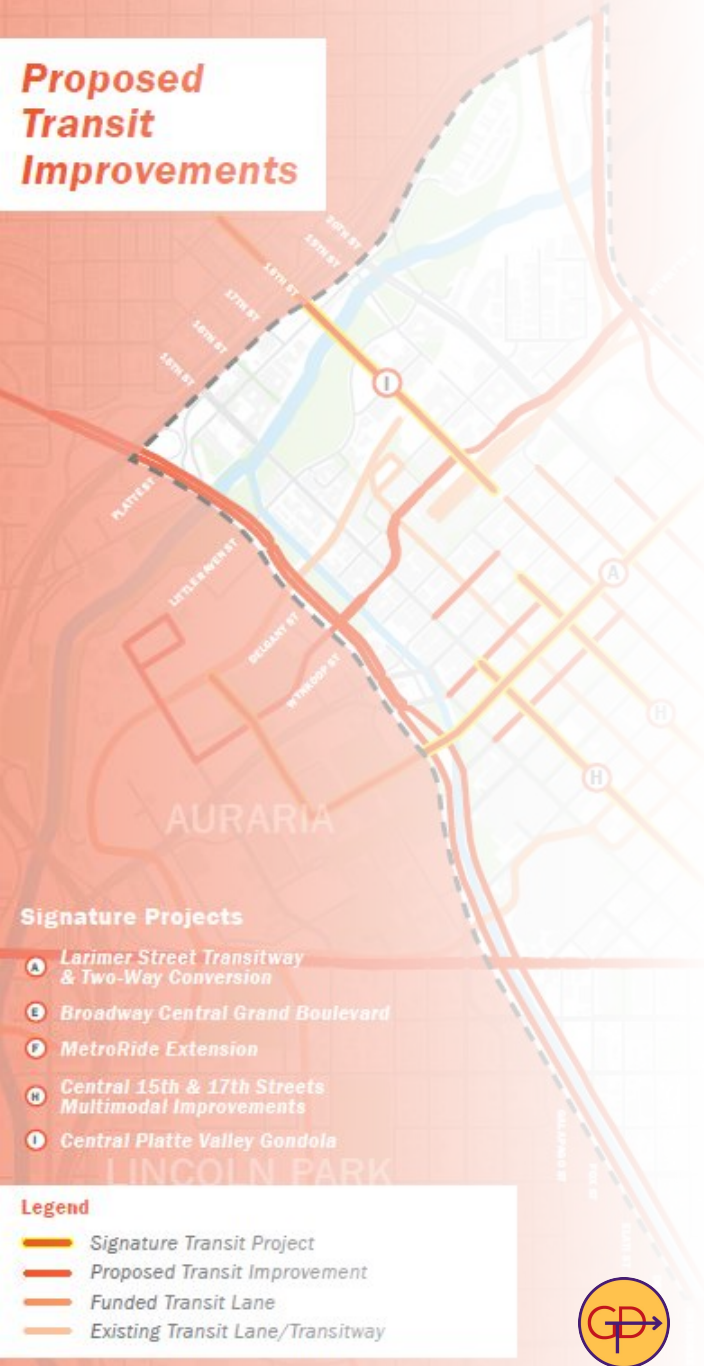 Proposed
Transit
Improvements
20TH ST
19TH ST
18TH ST
17TH ST
16TH ST
15TH ST
I
PLATTE ST
LITTLE RAVEN ST
DELGANY ST
WYNKOOP ST
A
H
H
AURARIA
Signature Projects
A Larimer Street Transitway
& Two-Way Conversion
E Broadway Central Grand Boulevard
F MetroRide Extension
H Central 15th & 17th Streets
Multimodal Improvements
I Central Platte Valley Gondola
LINCOLN PARK
Legend
Signature Transit Project
Proposed Transit Improvement
Funded Transit Lane
Existing Transit Lane/Transitway